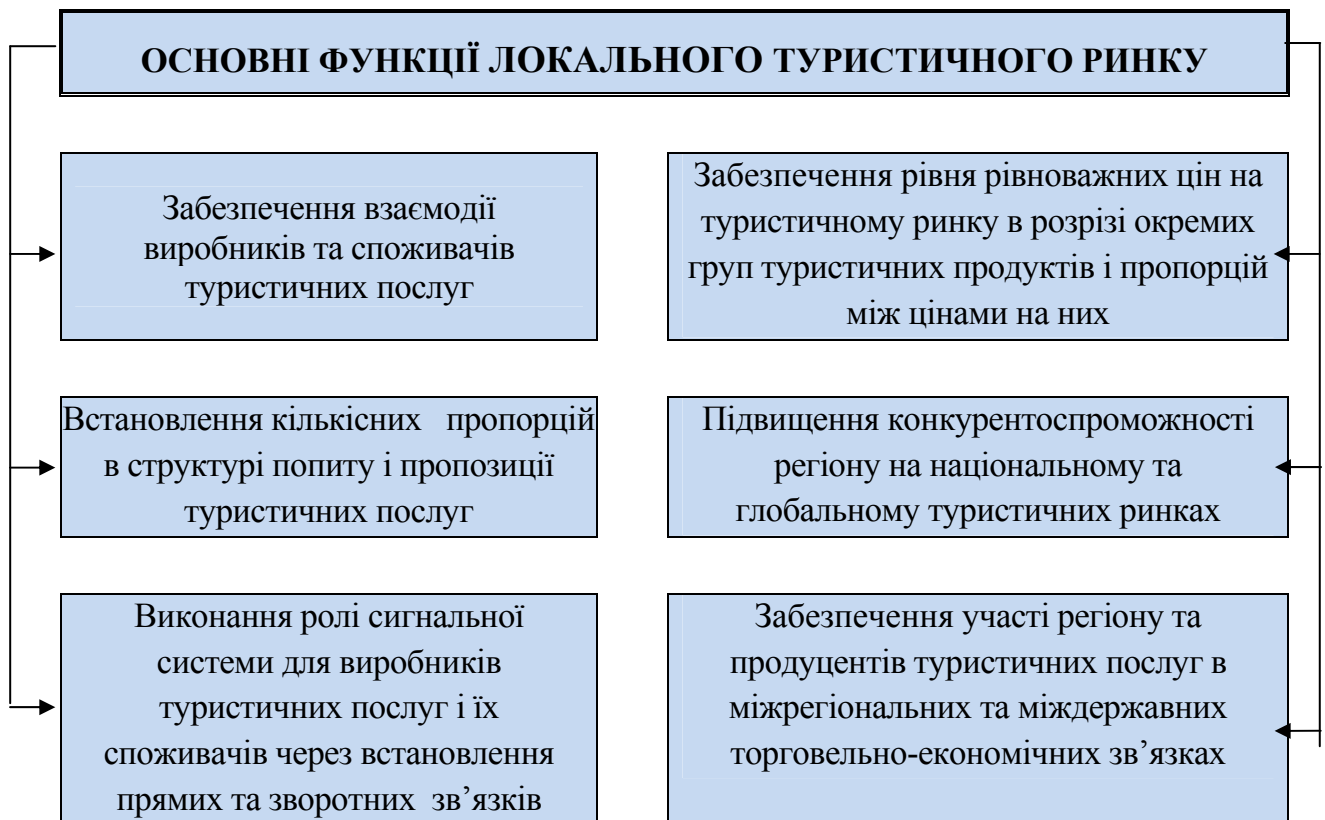 ОСНОВНІ ФУНКЦІЇ ЛОКАЛЬНОГО ТУРИСТИЧНОГО РИНКУ
Забезпечення взаємодії
виробників та споживачів
туристичних послуг
Забезпечення рівня рівноважних цін на
туристичному ринку в розрізі окремих
груп туристичних продуктів і пропорцій
між цінами на них
Встановлення кількісних пропорцій
в структурі попиту і пропозиції
туристичних послуг
Підвищення конкурентоспроможності
регіону на національному та
глобальному туристичних ринках
Виконання ролі сигнальної
системи для виробників
туристичних послуг і їх
споживачів через встановлення
прямих та зворотних зв’язків
Забезпечення участі регіону та
продуцентів туристичних послуг в
міжрегіональних та міждержавних
торговельно-економічних зв’язках